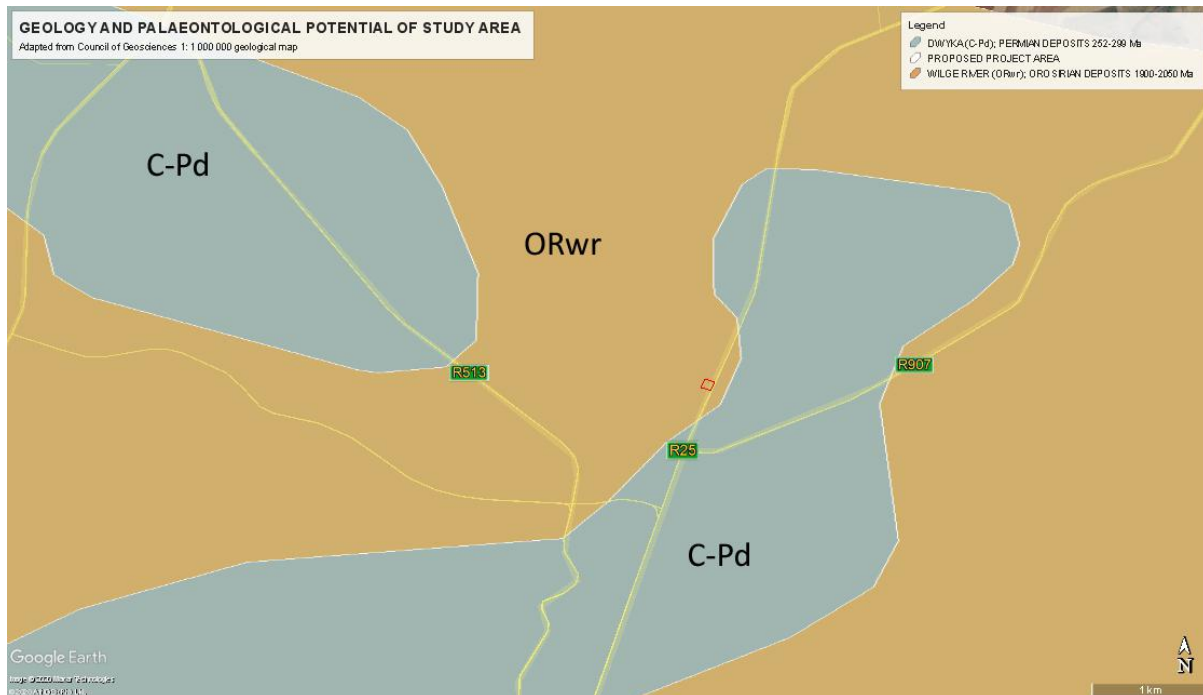 GEOLOGY AND PALAEONTOLOGICAL POTENTIAL OF STUDY AREA
Adapted from Council of Geosciences 1: 1 000 000 geological map
Legend
DWYKA (C-Pd); PERMIAN DEPOSITS 252-299 Ma
PROPOSED PROJECT AREA
WILGE RIVER (ORwr); OROSIRIAN DEPOSITS 1900-2050 Ma
C-Pd
ORwr
R513
R907
R25
C-Pd
Google Earth
N
1 km